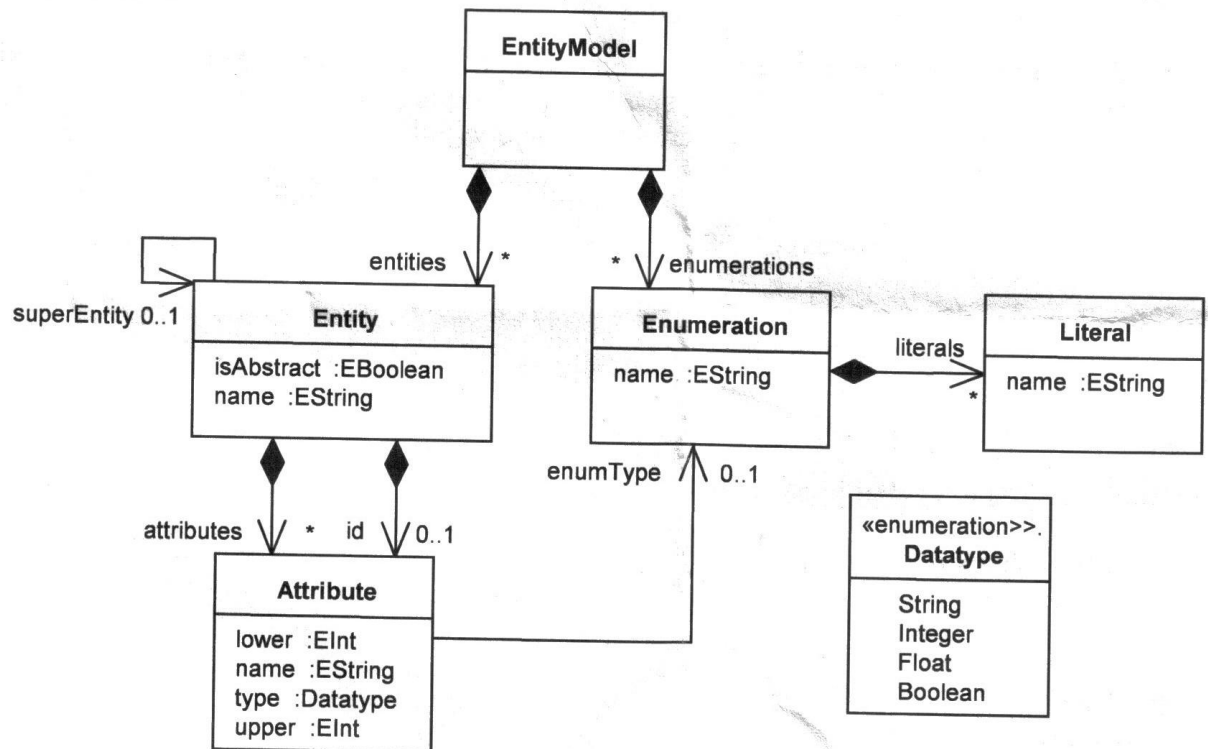 EntityModel
entities *
* enumerations
superEntity 0..1
Entity
isAbstract :EBoolean
name :EString
Enumeration
name :EString
literals
*
Literal
name :EString
attributes * id 0..1
enumType 0..1
Attribute
lower :EInt
name :EString
type :Datatype
upper :EInt
«enumeration>>.
Datatype
String
Integer
Float
Boolean